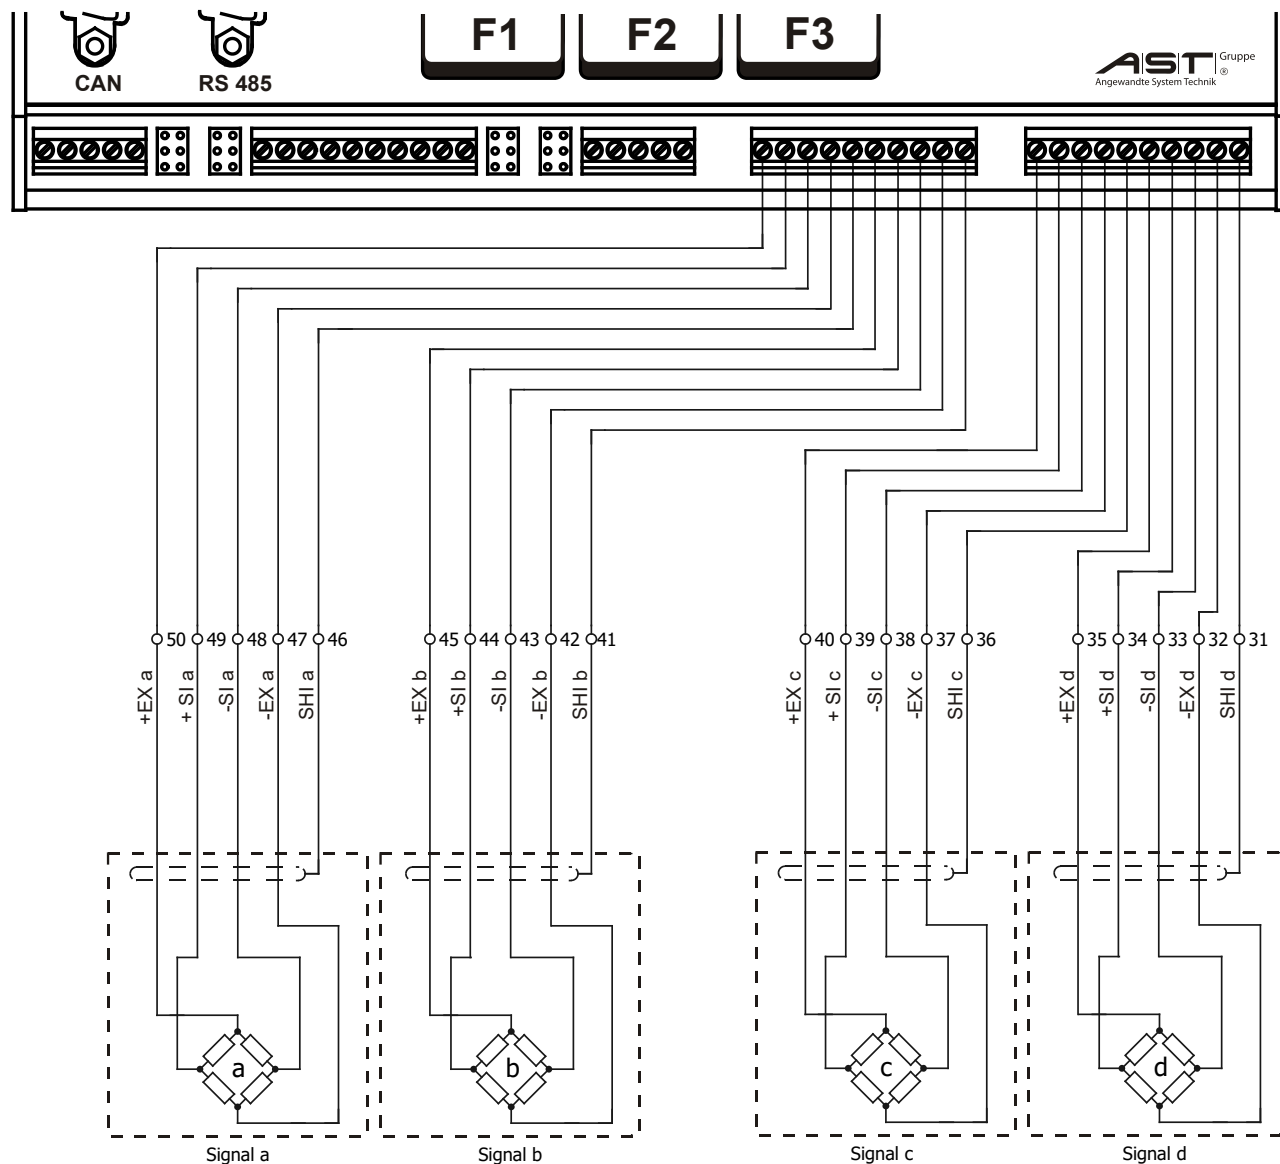 F1 F2 F3
CAN RS 485
AST Gruppe
Angewandte System Technik ®
50 49 48 47 46 45 44 43 42 41 40 39 38 37 36 35 34 33 32 31
+EX a
+ SI a
-SI a
-EX a
SHI a
+EX b
+SI b
-SI b
-EX b
SHI b
+EX c
+ SI c
-SI c
-EX c
SHI c
+EX d
+SI d
-SI d
-EX d
SHI d
a b c d
Signal a Signal b Signal c Signal d